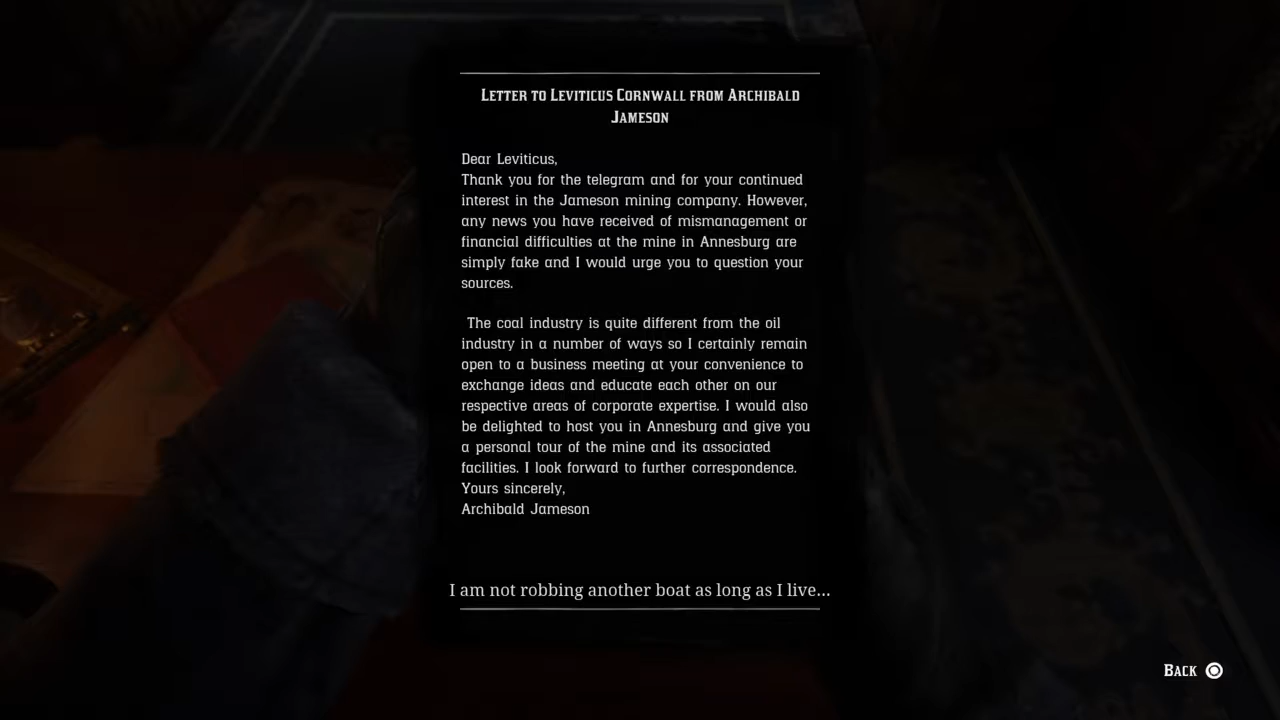 Letter to Leviticus Cornwall from Archibald
Jameson
Dear Leviticus,
Thank you for the telegram and for your continued
interest in the Jameson mining company. However,
any news you have received of mismanagement or
financial difficulties at the mine in Annesburg are
simply fake and I would urge you to question your
sources.
The coal industry is quite different from the oil
industry in a number of ways so I certainly remain
open to a business meeting at your convenience to
exchange ideas and educate each other on our
respective areas of corporate expertise. I would also
be delighted to host you in Annesburg and give you
a personal tour of the mine and its associated
facilities. I look forward to further correspondence.
Yours sincerely,
Archibald Jameson
I am not robbing another boat as long as I live...
Back